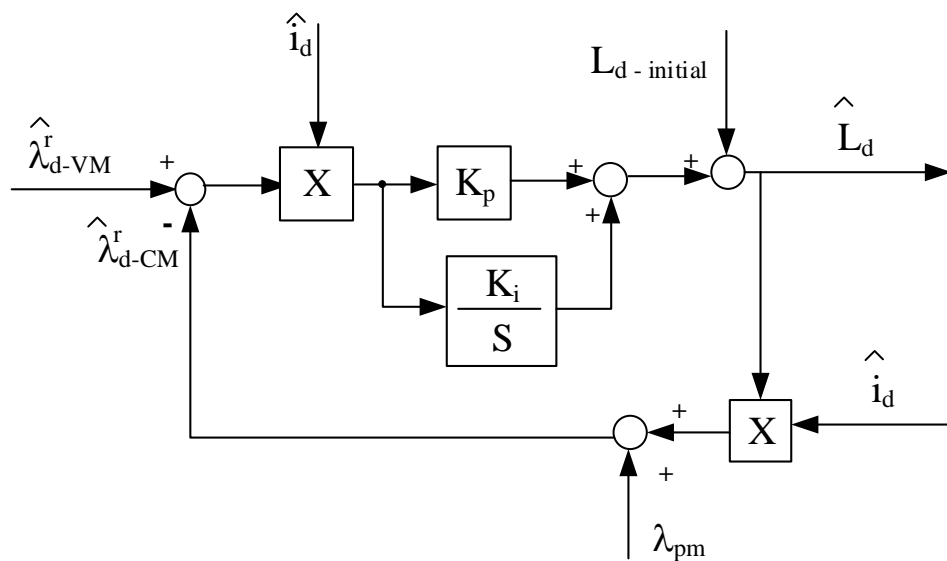 î_d
L_d - initial
λ̂^r_d-VM
+
X
K_p
+
+
L̂_d
-
λ̂^r_d-CM
+
K_i
S
î_d
+
X
+
λ_pm